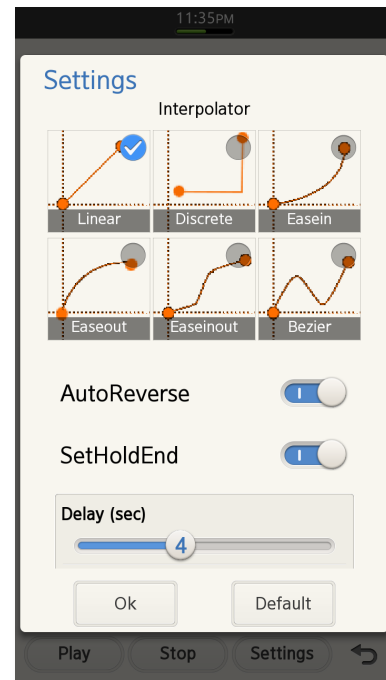 11:35PM
Settings
Interpolator
Linear Discrete Easein
Easeout Easeinout Bezier
AutoReverse
SetHoldEnd
Delay (sec)
4
Ok Default
Play Stop Settings